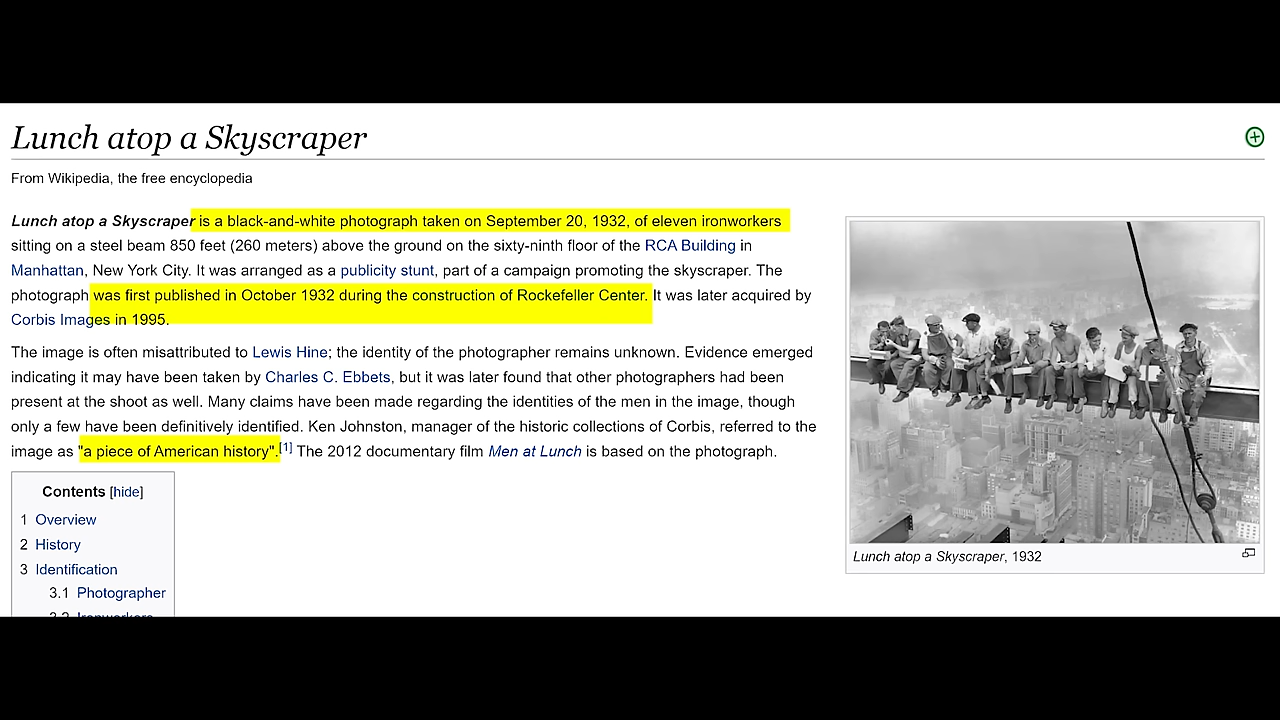 Lunch atop a Skyscraper
From Wikipedia, the free encyclopedia
Lunch atop a Skyscraper is a black-and-white photograph taken on September 20, 1932, of eleven ironworkers
sitting on a steel beam 850 feet (260 meters) above the ground on the sixty-ninth floor of the RCA Building in
Manhattan, New York City. It was arranged as a publicity stunt, part of a campaign promoting the skyscraper. The
photograph was first published in October 1932 during the construction of Rockefeller Center. It was later acquired by
Corbis Images in 1995.
The image is often misattributed to Lewis Hine; the identity of the photographer remains unknown. Evidence emerged
indicating it may have been taken by Charles C. Ebbets, but it was later found that other photographers had been
present at the shoot as well. Many claims have been made regarding the identities of the men in the image, though
only a few have been definitively identified. Ken Johnston, manager of the historic collections of Corbis, referred to the
image as "a piece of American history".[1] The 2012 documentary film Men at Lunch is based on the photograph.
Contents [hide]
1 Overview
2 History
3 Identification
3.1 Photographer
3.2 Ironworkers
Lunch atop a Skyscraper, 1932